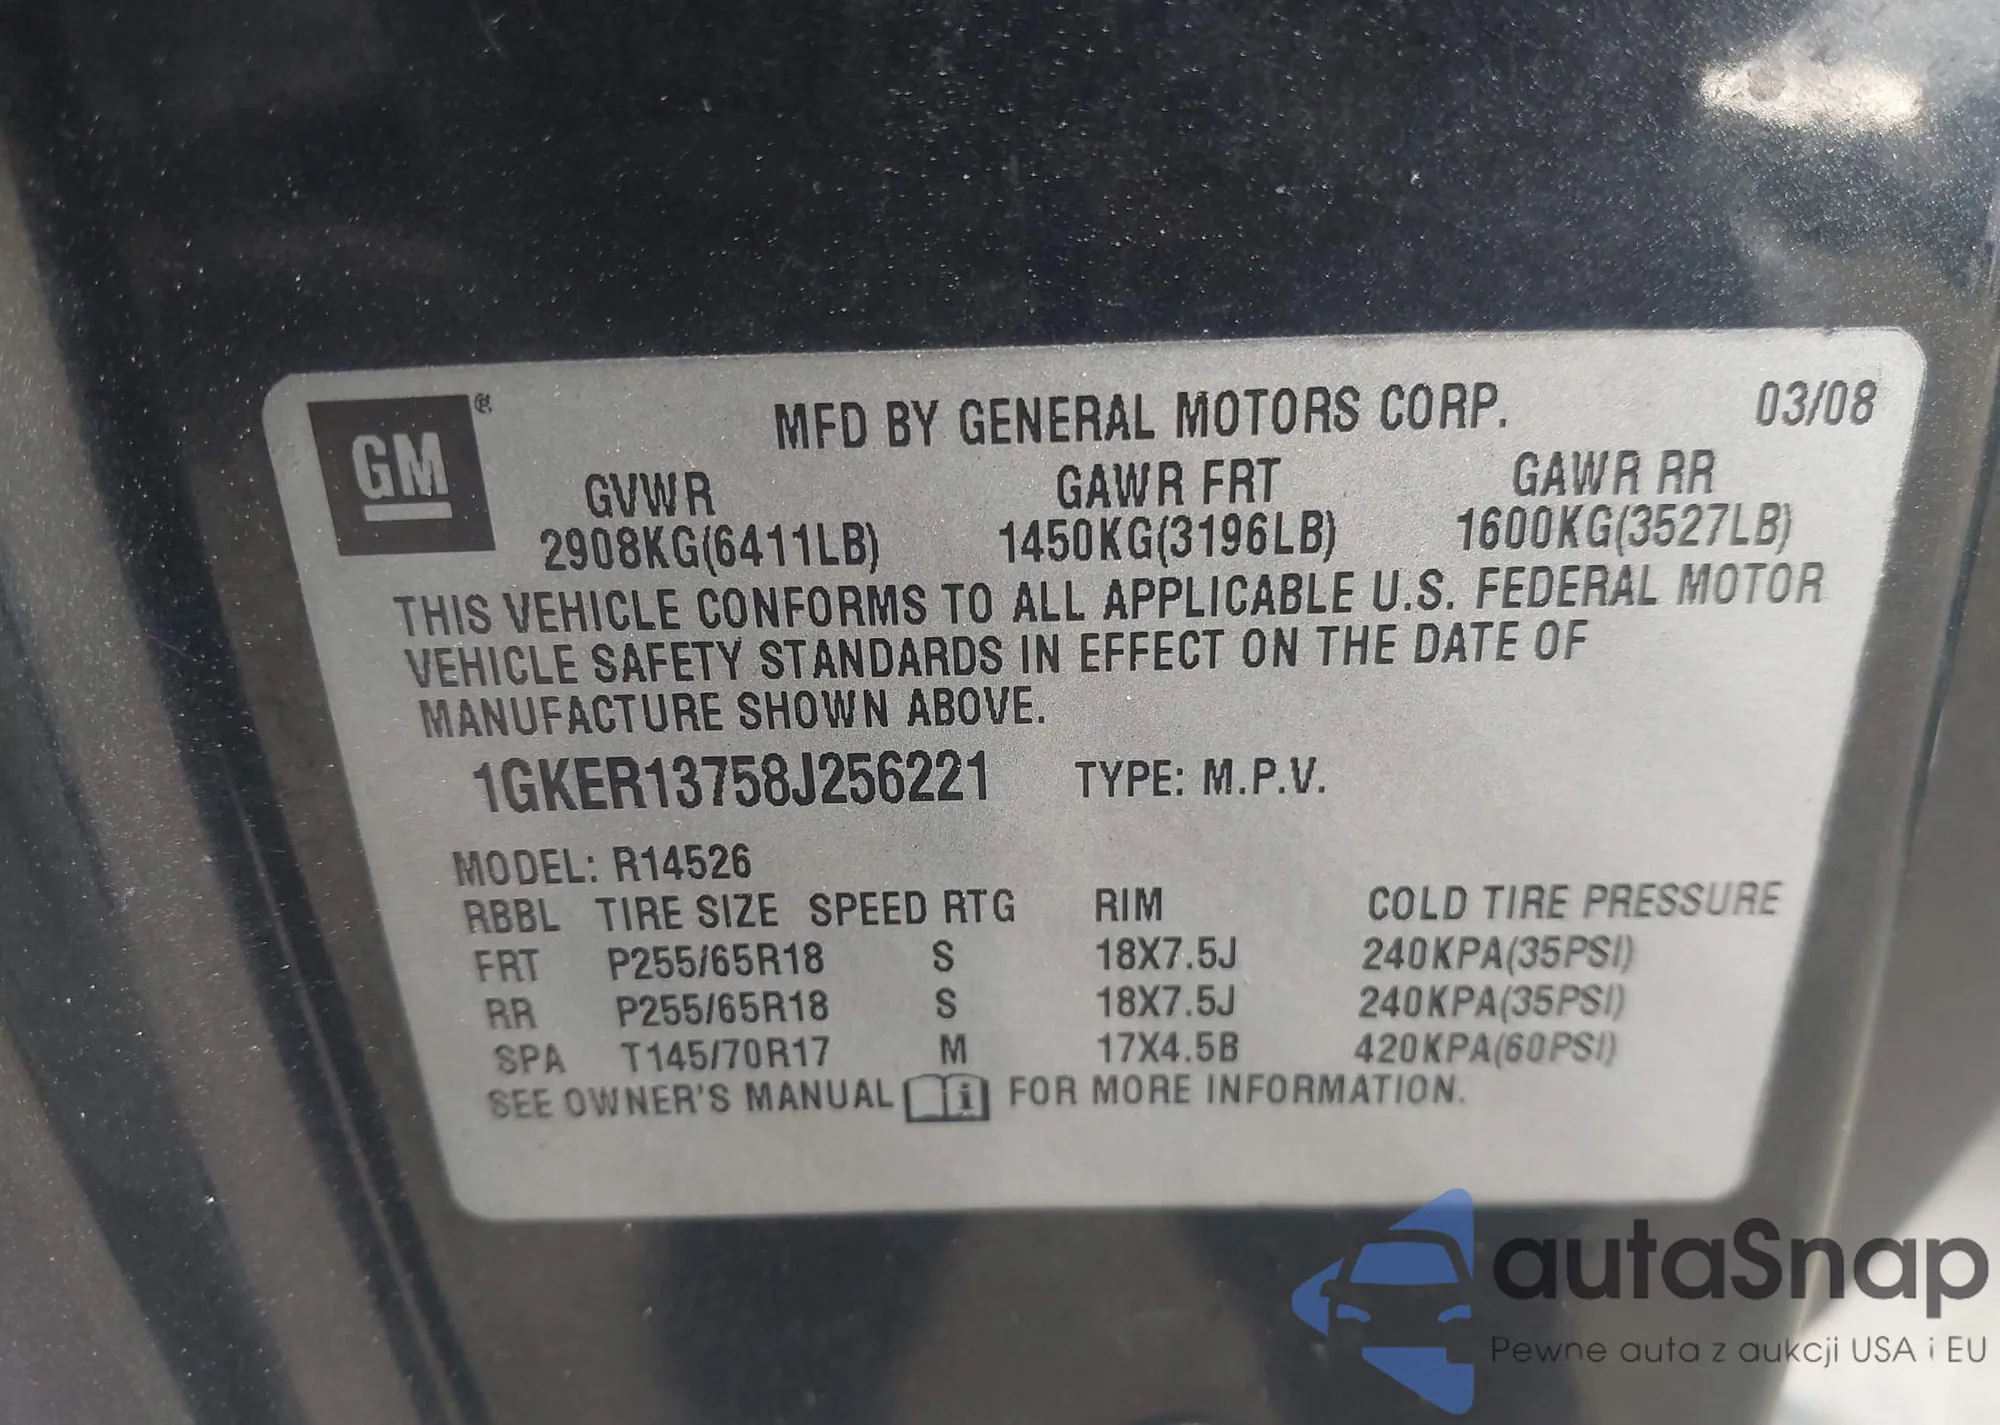 GM ®
MFD BY GENERAL MOTORS CORP. 03/08
GVWR GAWR FRT GAWR RR
2908KG(6411LB) 1450KG(3196LB) 1600KG(3527LB)
THIS VEHICLE CONFORMS TO ALL APPLICABLE U.S. FEDERAL MOTOR
VEHICLE SAFETY STANDARDS IN EFFECT ON THE DATE OF
MANUFACTURE SHOWN ABOVE.
1GKER13758J256221 TYPE: M.P.V.
MODEL: R14526
RBBL TIRE SIZE SPEED RTG RIM COLD TIRE PRESSURE
FRT P255/65R18 S 18X7.5J 240KPA(35PSI)
RR P255/65R18 S 18X7.5J 240KPA(35PSI)
SPA T145/70R17 M 17X4.5B 420KPA(60PSI)
SEE OWNER'S MANUAL i FOR MORE INFORMATION.
autaSnap
Pewne auta z aukcji USA i EU